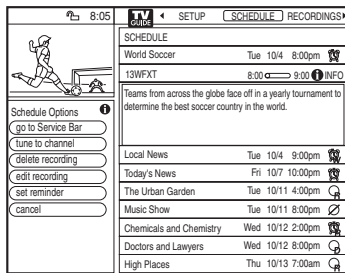 8:05 TV GUIDE SETUP SCHEDULE RECORDINGS
SCHEDULE
World Soccer Tue 10/4 8:00pm
13WFXT 8:00 9:00 INFO
Teams from across the globe face off in a yearly tournament to
determine the best soccer country in the world.
Schedule Options
go to Service Bar
tune to channel
delete recording
edit recording
set reminder
cancel
Local News Tue 10/4 9:00pm
Today's News Fri 10/7 10:00pm
The Urban Garden Tue 10/11 4:00pm
Music Show Tue 10/11 8:00pm
Chemicals and Chemistry Wed 10/12 2:00pm
Doctors and Lawyers Wed 10/12 8:00pm
High Places Thu 10/13 7:00am